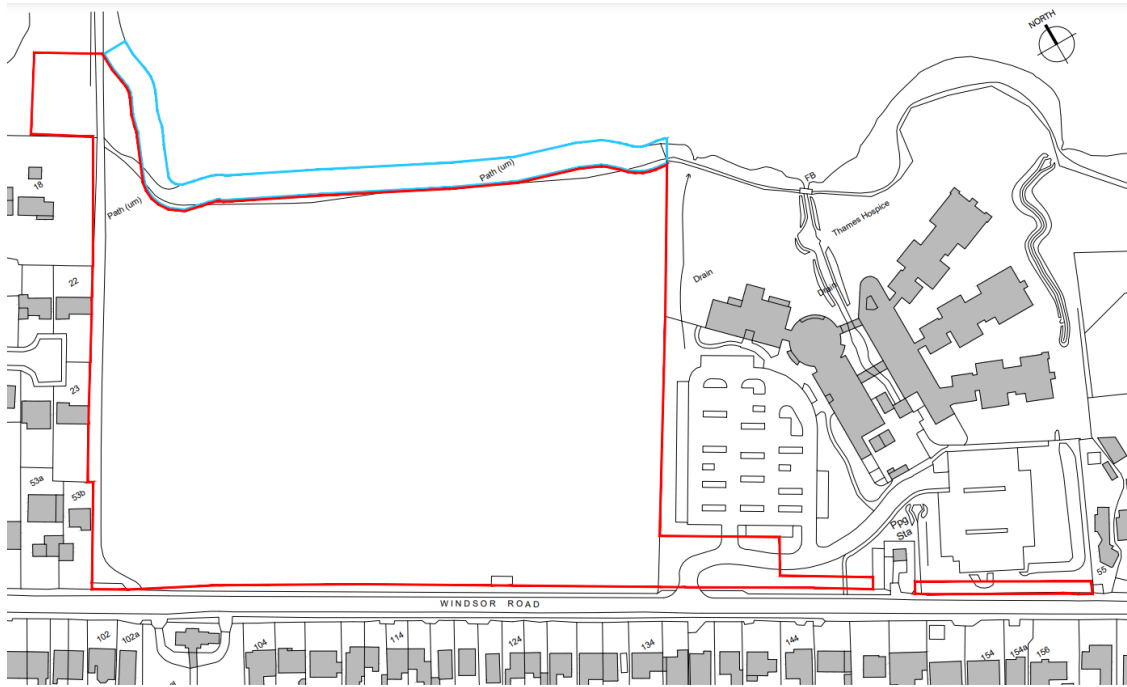 NORTH
18
Path (um)
Path (um)
FB
Thames Hospice
22
Drain
Drain
23
53a
53b
Ppg
Sta
55
WINDSOR ROAD
102
102a
104
114
124
134
144
154
154a
156